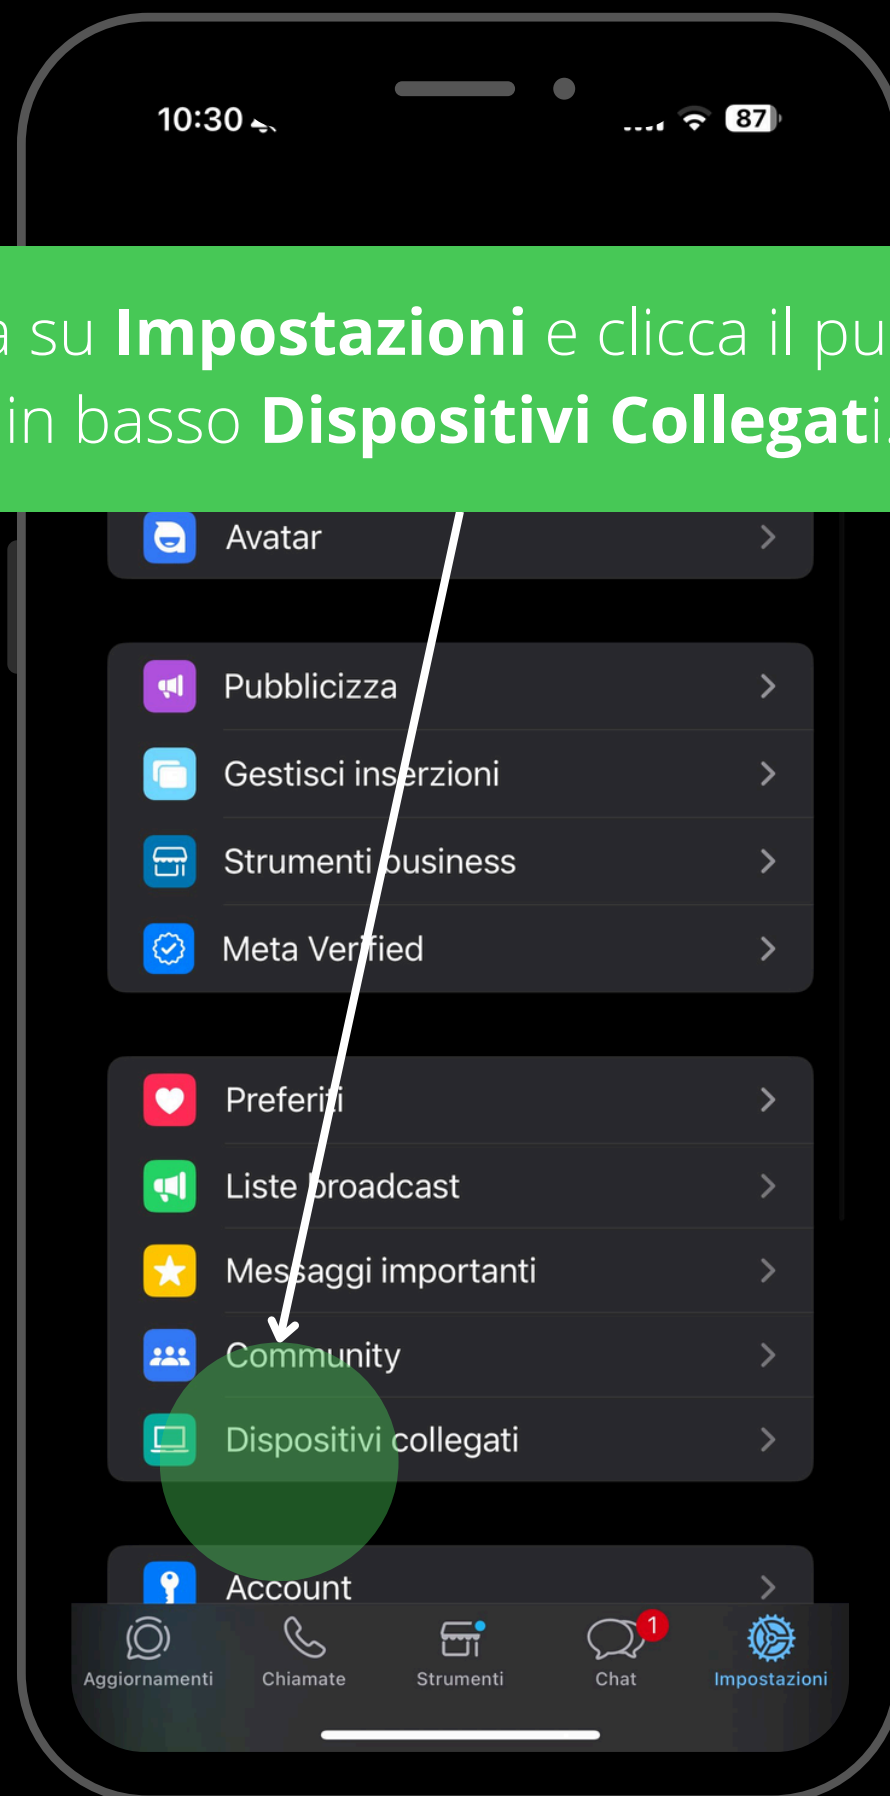 10:30
87
su Impostazioni e clicca il
in basso Dispositivi Collegati.
Avatar
Pubblicizza
Gestisci inserzioni
Strumenti business
Meta Verified
Preferiti
Liste broadcast
Messaggi importanti
Community
Dispositivi collegati
Account
1
Aggiornamenti
Chiamate
Strumenti
Chat
Impostazioni